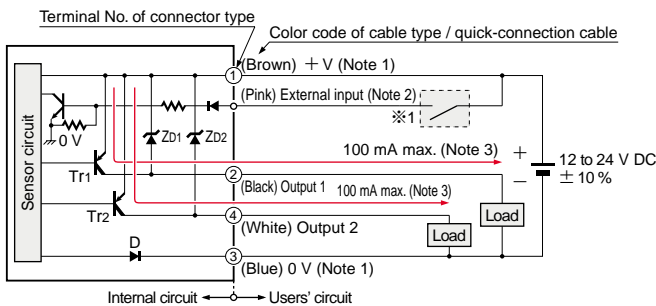 Terminal No. of connector type
Color code of cable type / quick-connection cable
1 (Brown) + V (Note 1)
(Pink) External input (Note 2)
※1
Sensor circuit
0 V
ZD1
ZD2
100 mA max. (Note 3)
+
−
12 to 24 V DC
± 10 %
Tr1
2
(Black) Output 1
100 mA max. (Note 3)
Tr2
4
(White) Output 2
Load
Load
D
3
(Blue) 0 V (Note 1)
Internal circuit
Users' circuit